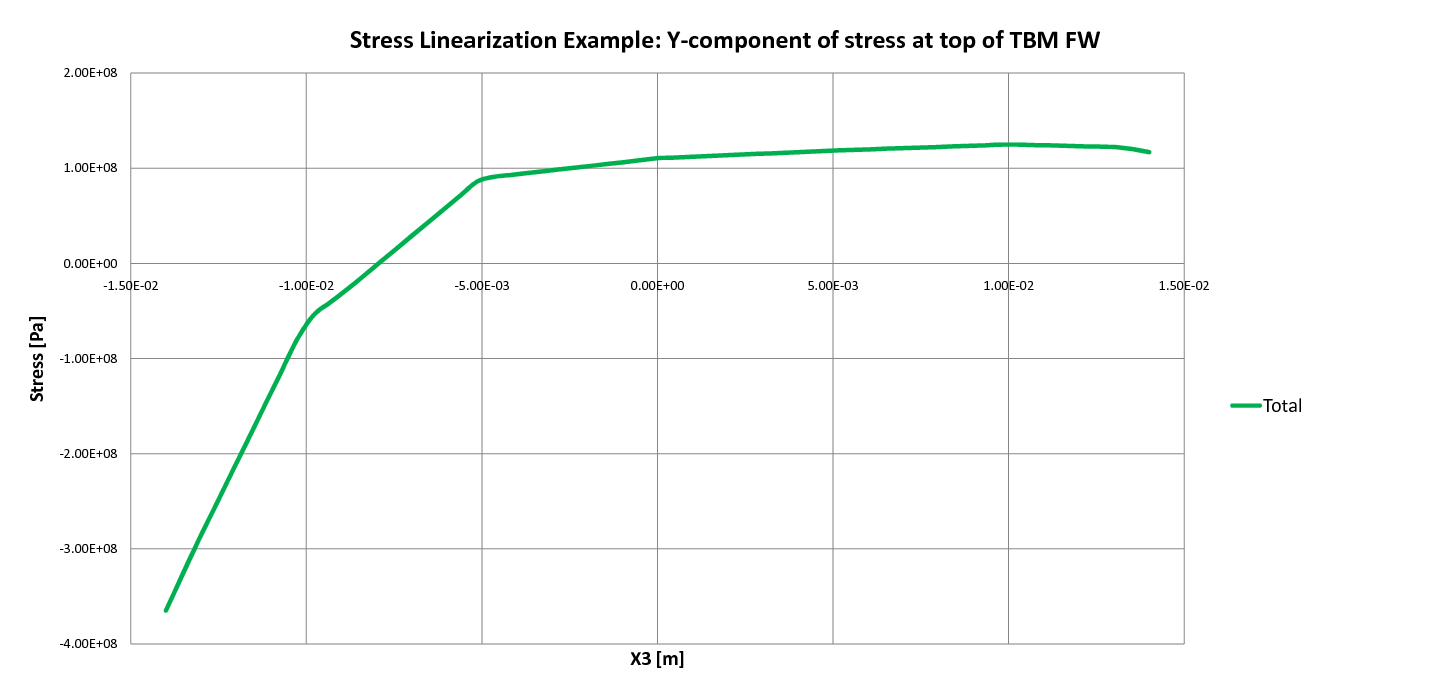 Stress Linearization Example: Y-component of stress at top of TBM FW
2.00E+08
1.00E+08
0.00E+00
-1.50E-02 -1.00E-02 -5.00E-03 0.00E+00 5.00E-03 1.00E-02 1.50E-02
-1.00E+08
-2.00E+08
-3.00E+08
-4.00E+08
Stress [Pa]
Total
X3 [m]